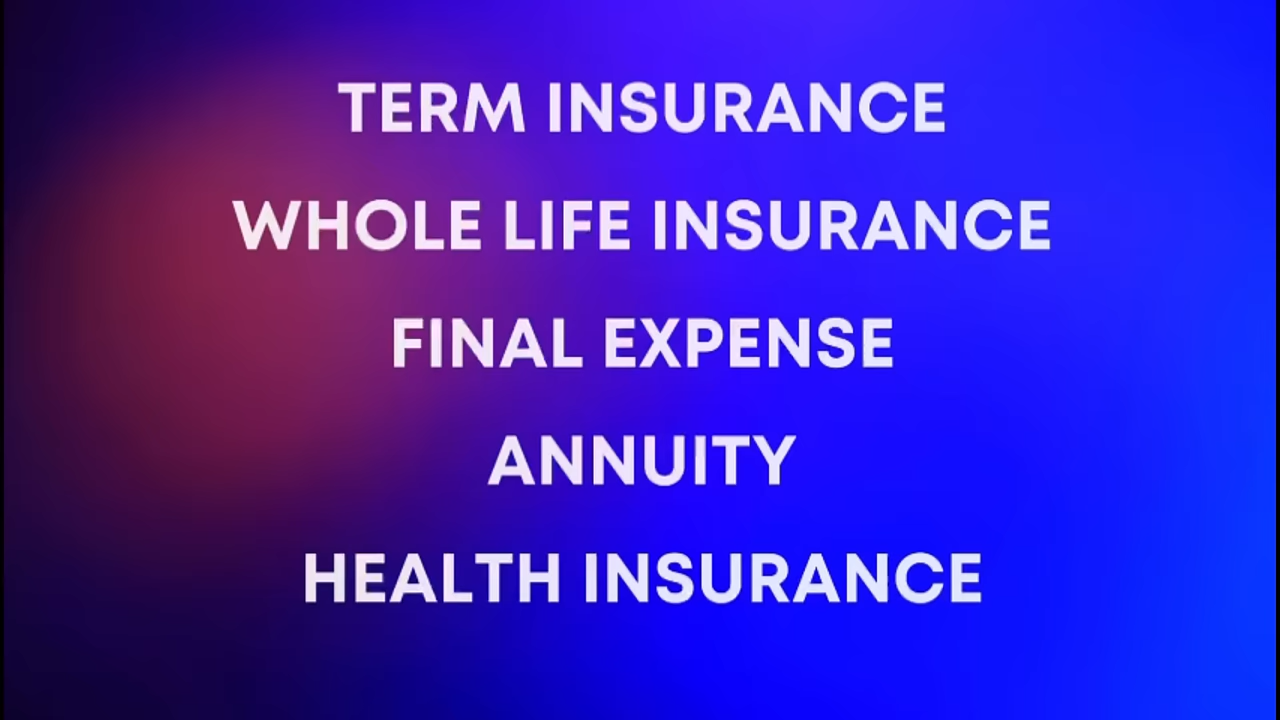 TERM INSURANCE
WHOLE LIFE INSURANCE
FINAL EXPENSE
ANNUITY
HEALTH INSURANCE